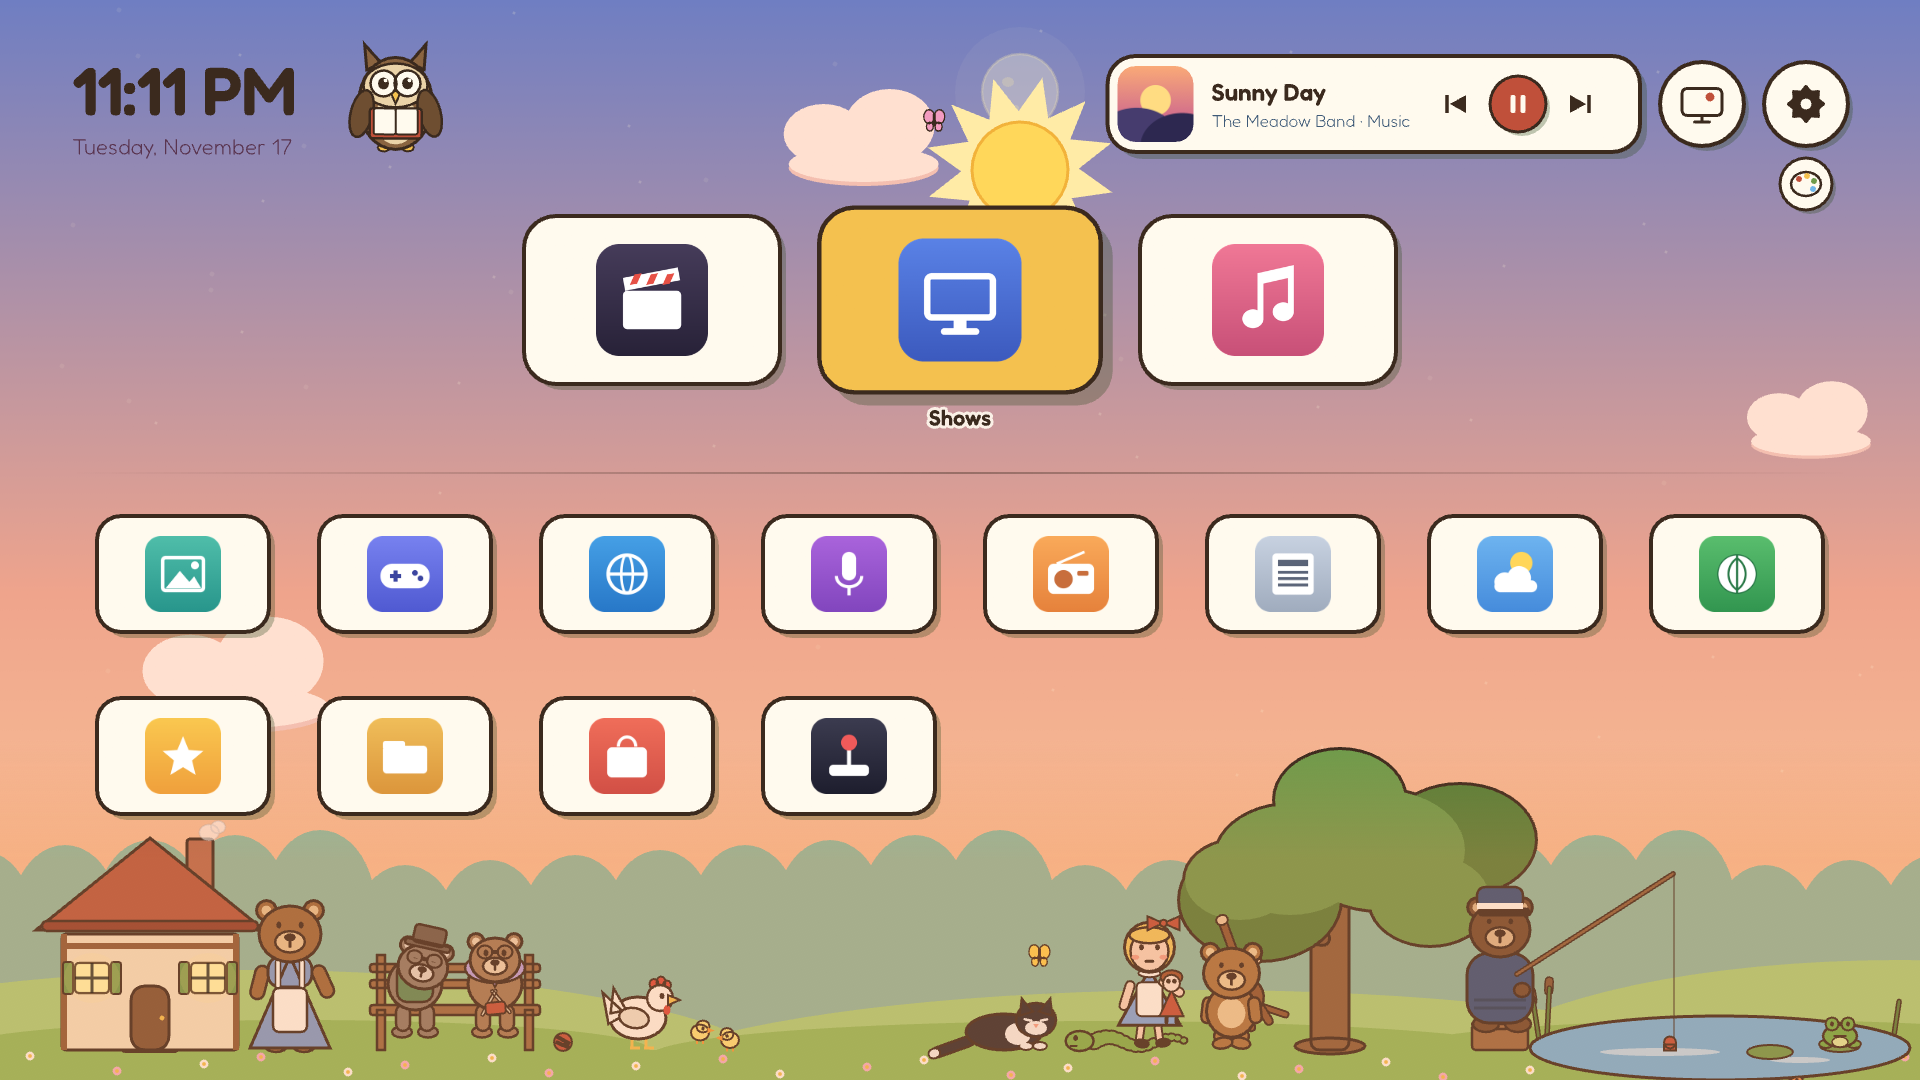 11:11 PM
Tuesday, November 17
Sunny Day
The Meadow Band · Music
Shows